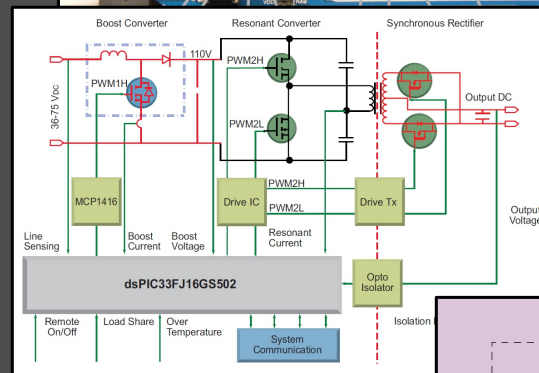 Boost Converter
Resonant Converter
Synchronous Rectifier
110V
PWM1H
PWM2H
36-75 Vdc
PWM2L
Output DC
MCP1416
Drive IC
PWM2H
PWM2L
Drive Tx
Output
Voltage
Line
Sensing
Boost
Current
Boost
Voltage
Resonant
Current
dsPIC33FJ16GS502
Opto
Isolator
Remote
On/Off
Load Share
Over
Temperature
System
Communication
Isolation